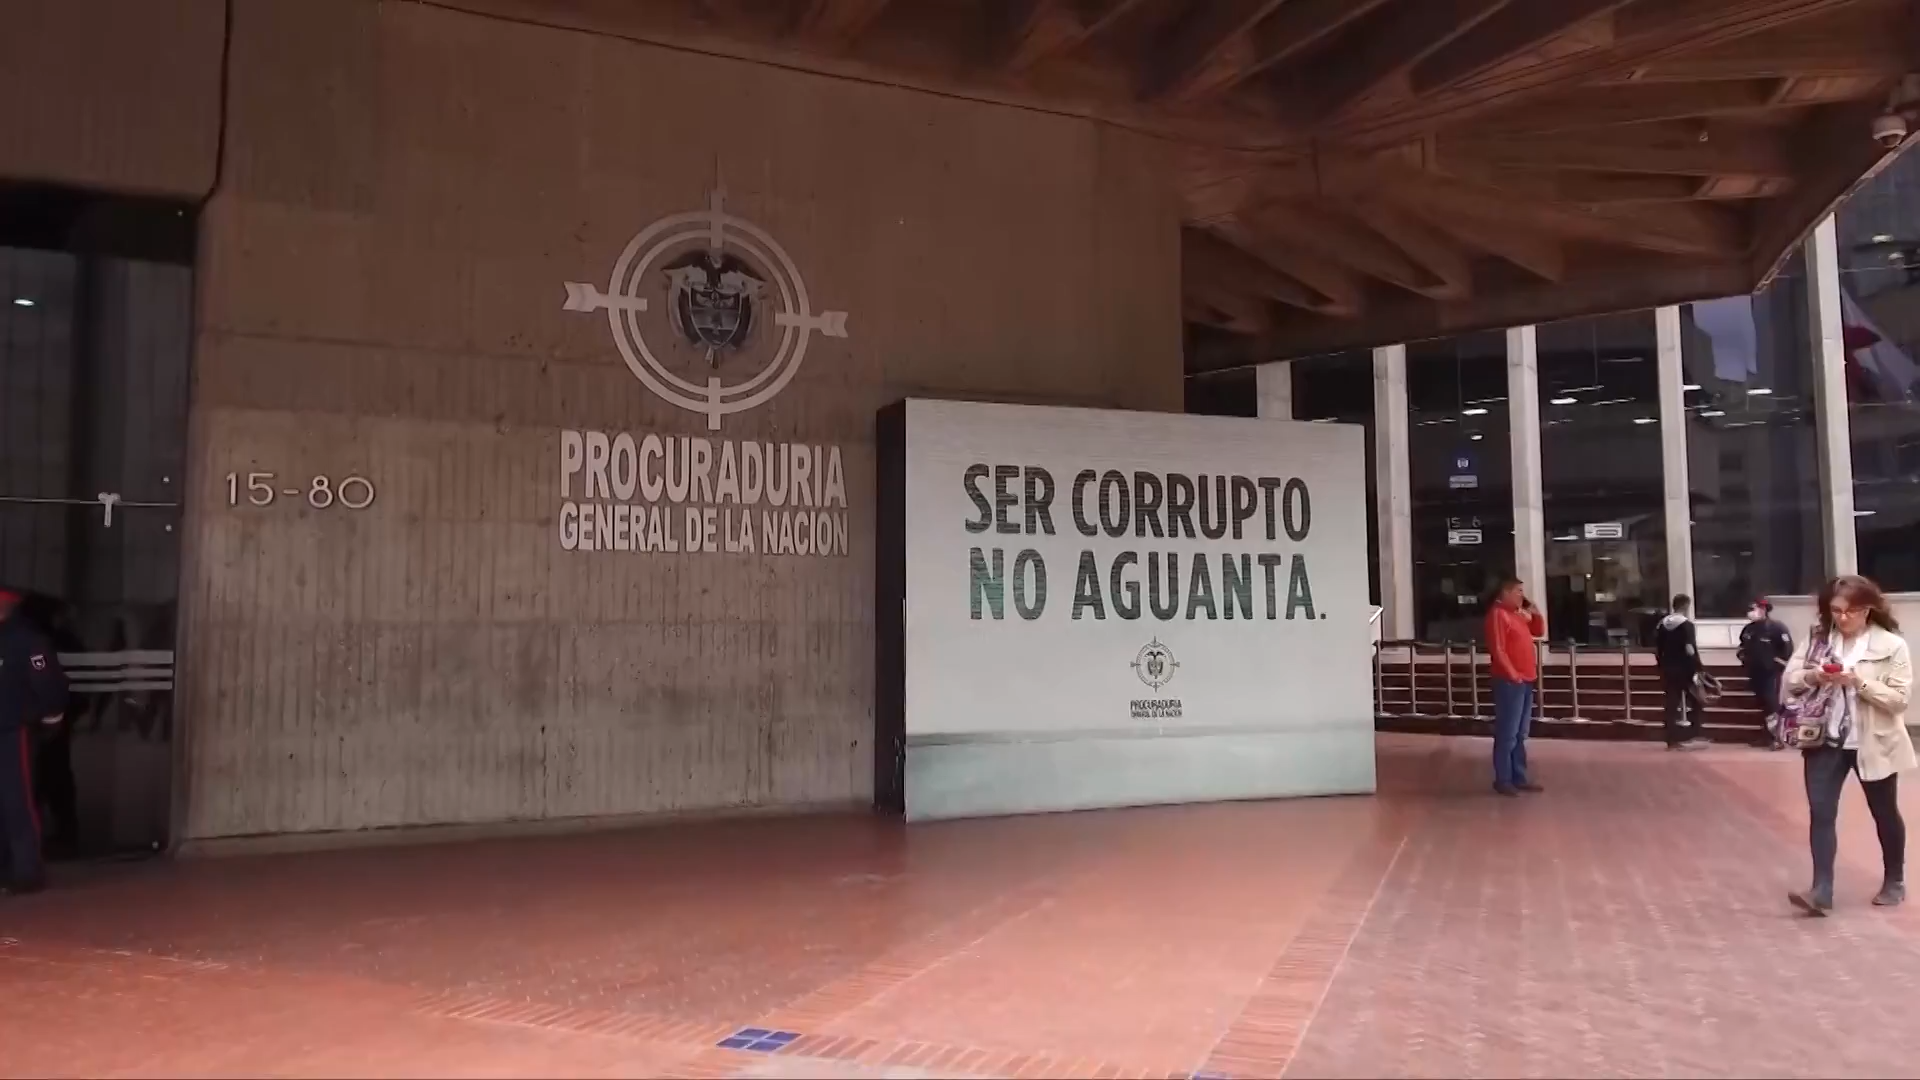 15-80
PROCURADURIA
GENERAL DE LA NACION
SER CORRUPTO
NO AGUANTA.
PROCURADURIA
GENERAL DE LA NACION